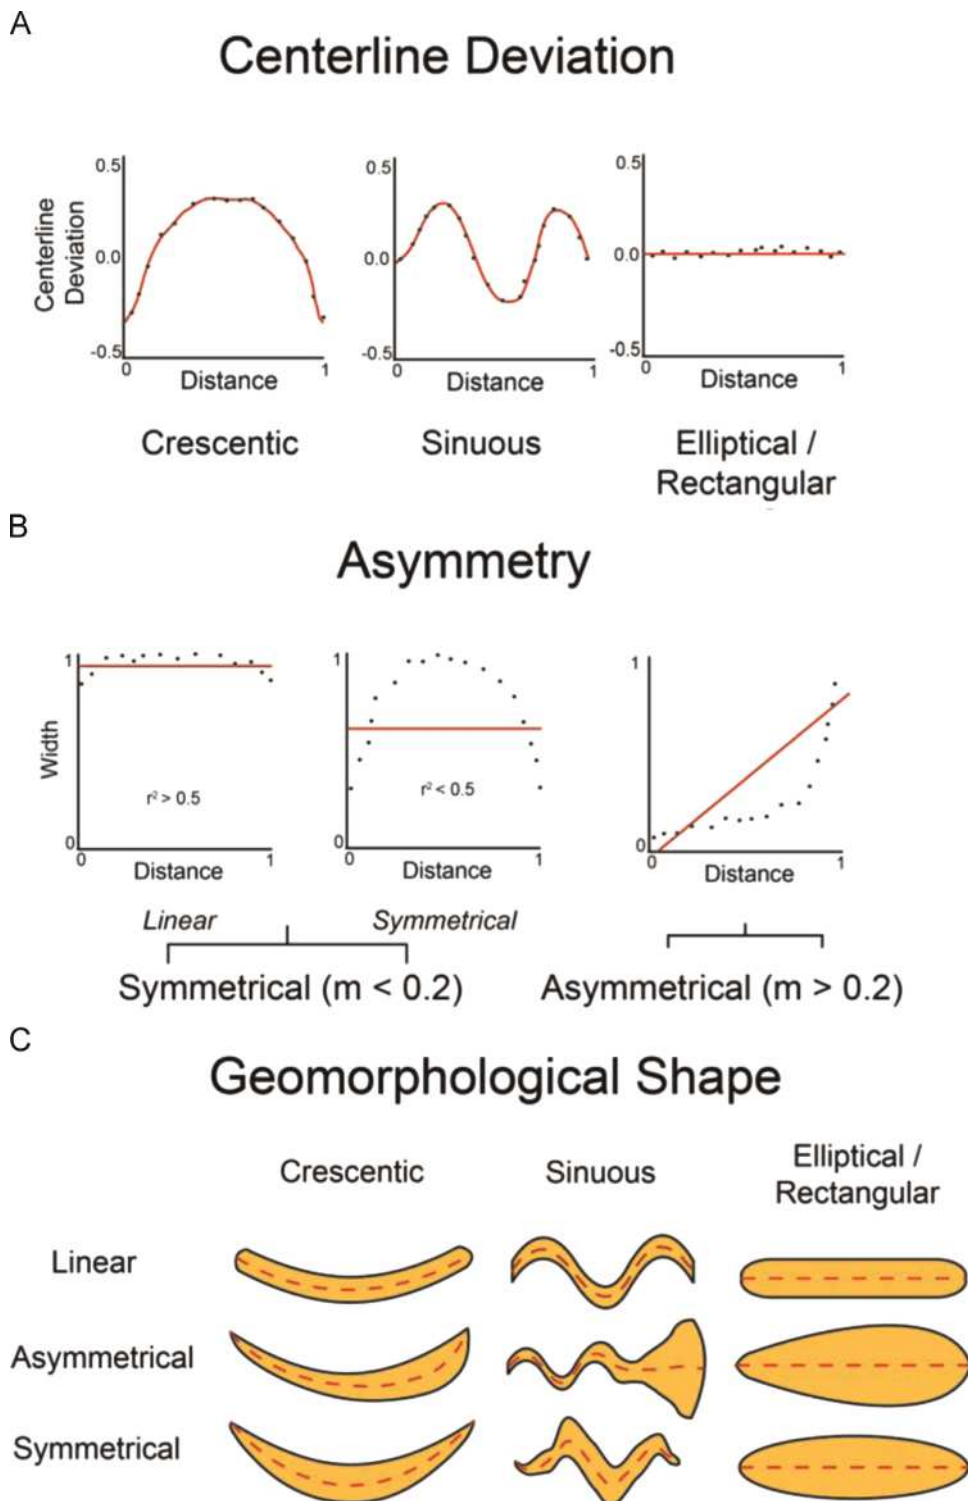 A
Centerline Deviation
0.5
0.0
-0.5
Centerline
Deviation
0
Distance
1
0.5
0.0
-0.5
0
Distance
1
0.5
0.0
-0.5
0
Distance
1
Crescentic
Sinuous
Elliptical /
Rectangular
B
Asymmetry
1
Width
r² > 0.5
0
0
Distance
1
1
r² < 0.5
0
0
Distance
1
1
0
0
Distance
1
Linear
Symmetrical
Symmetrical (m < 0.2)
Asymmetrical (m > 0.2)
C
Geomorphological Shape
Crescentic
Sinuous
Elliptical /
Rectangular
Linear
Asymmetrical
Symmetrical